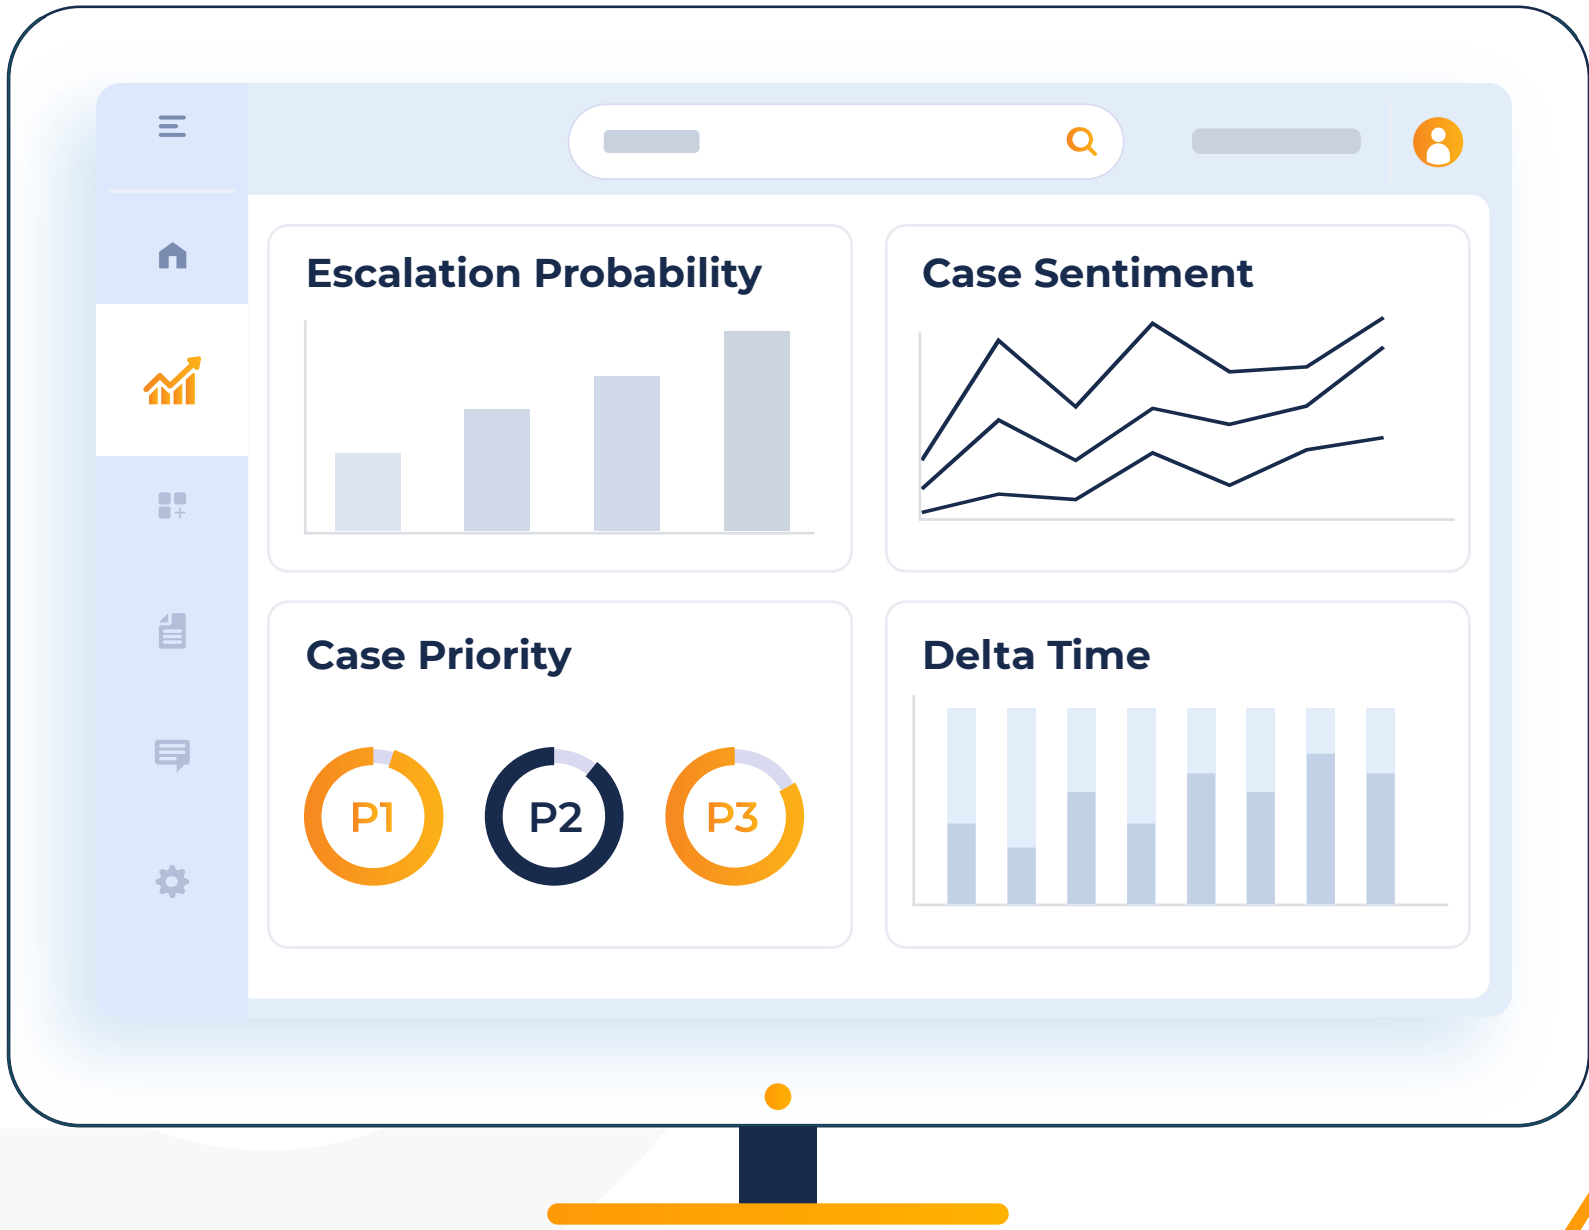 Escalation Probability
Case Sentiment
Case Priority
P1
P2
P3
Delta Time